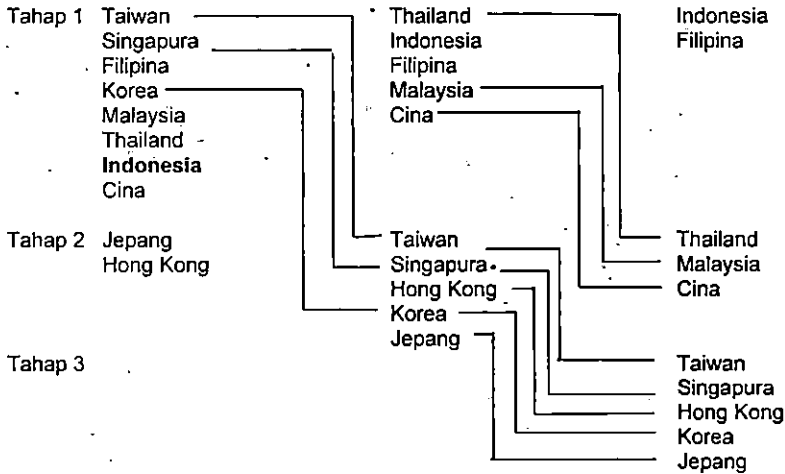 Tahap 1 Taiwan Thailand Indonesia
Singapura Indonesia Filipina
Filipina Filipina
Korea Malaysia
Malaysia Cina
Thailand
Indonesia
Cina
Tahap 2 Jepang Taiwan Thailand
Hong Kong Singapura Malaysia
Hong Kong Cina
Korea
Jepang
Tahap 3 Taiwan
Singapura
Hong Kong
Korea
Jepang